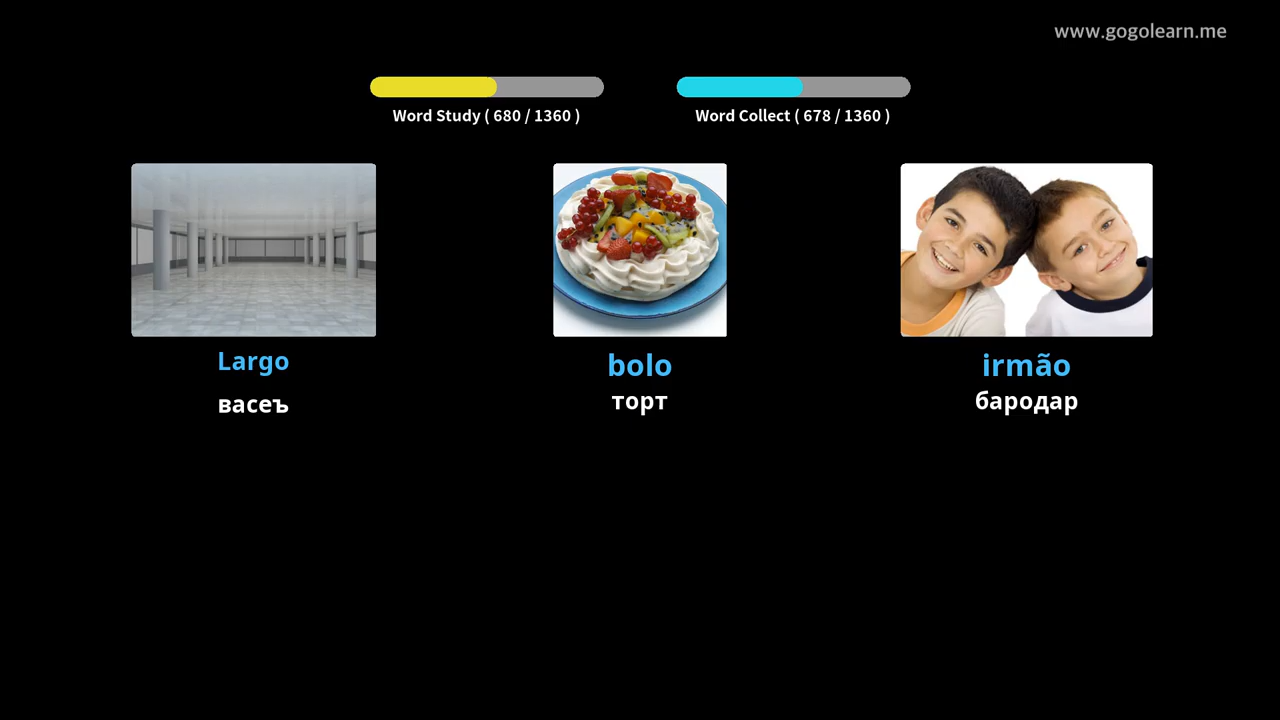 www.gogolearn.me
Word Study ( 680 / 1360 )
Word Collect ( 678 / 1360 )
Largo
васеъ
bolo
торт
irmão
бародар